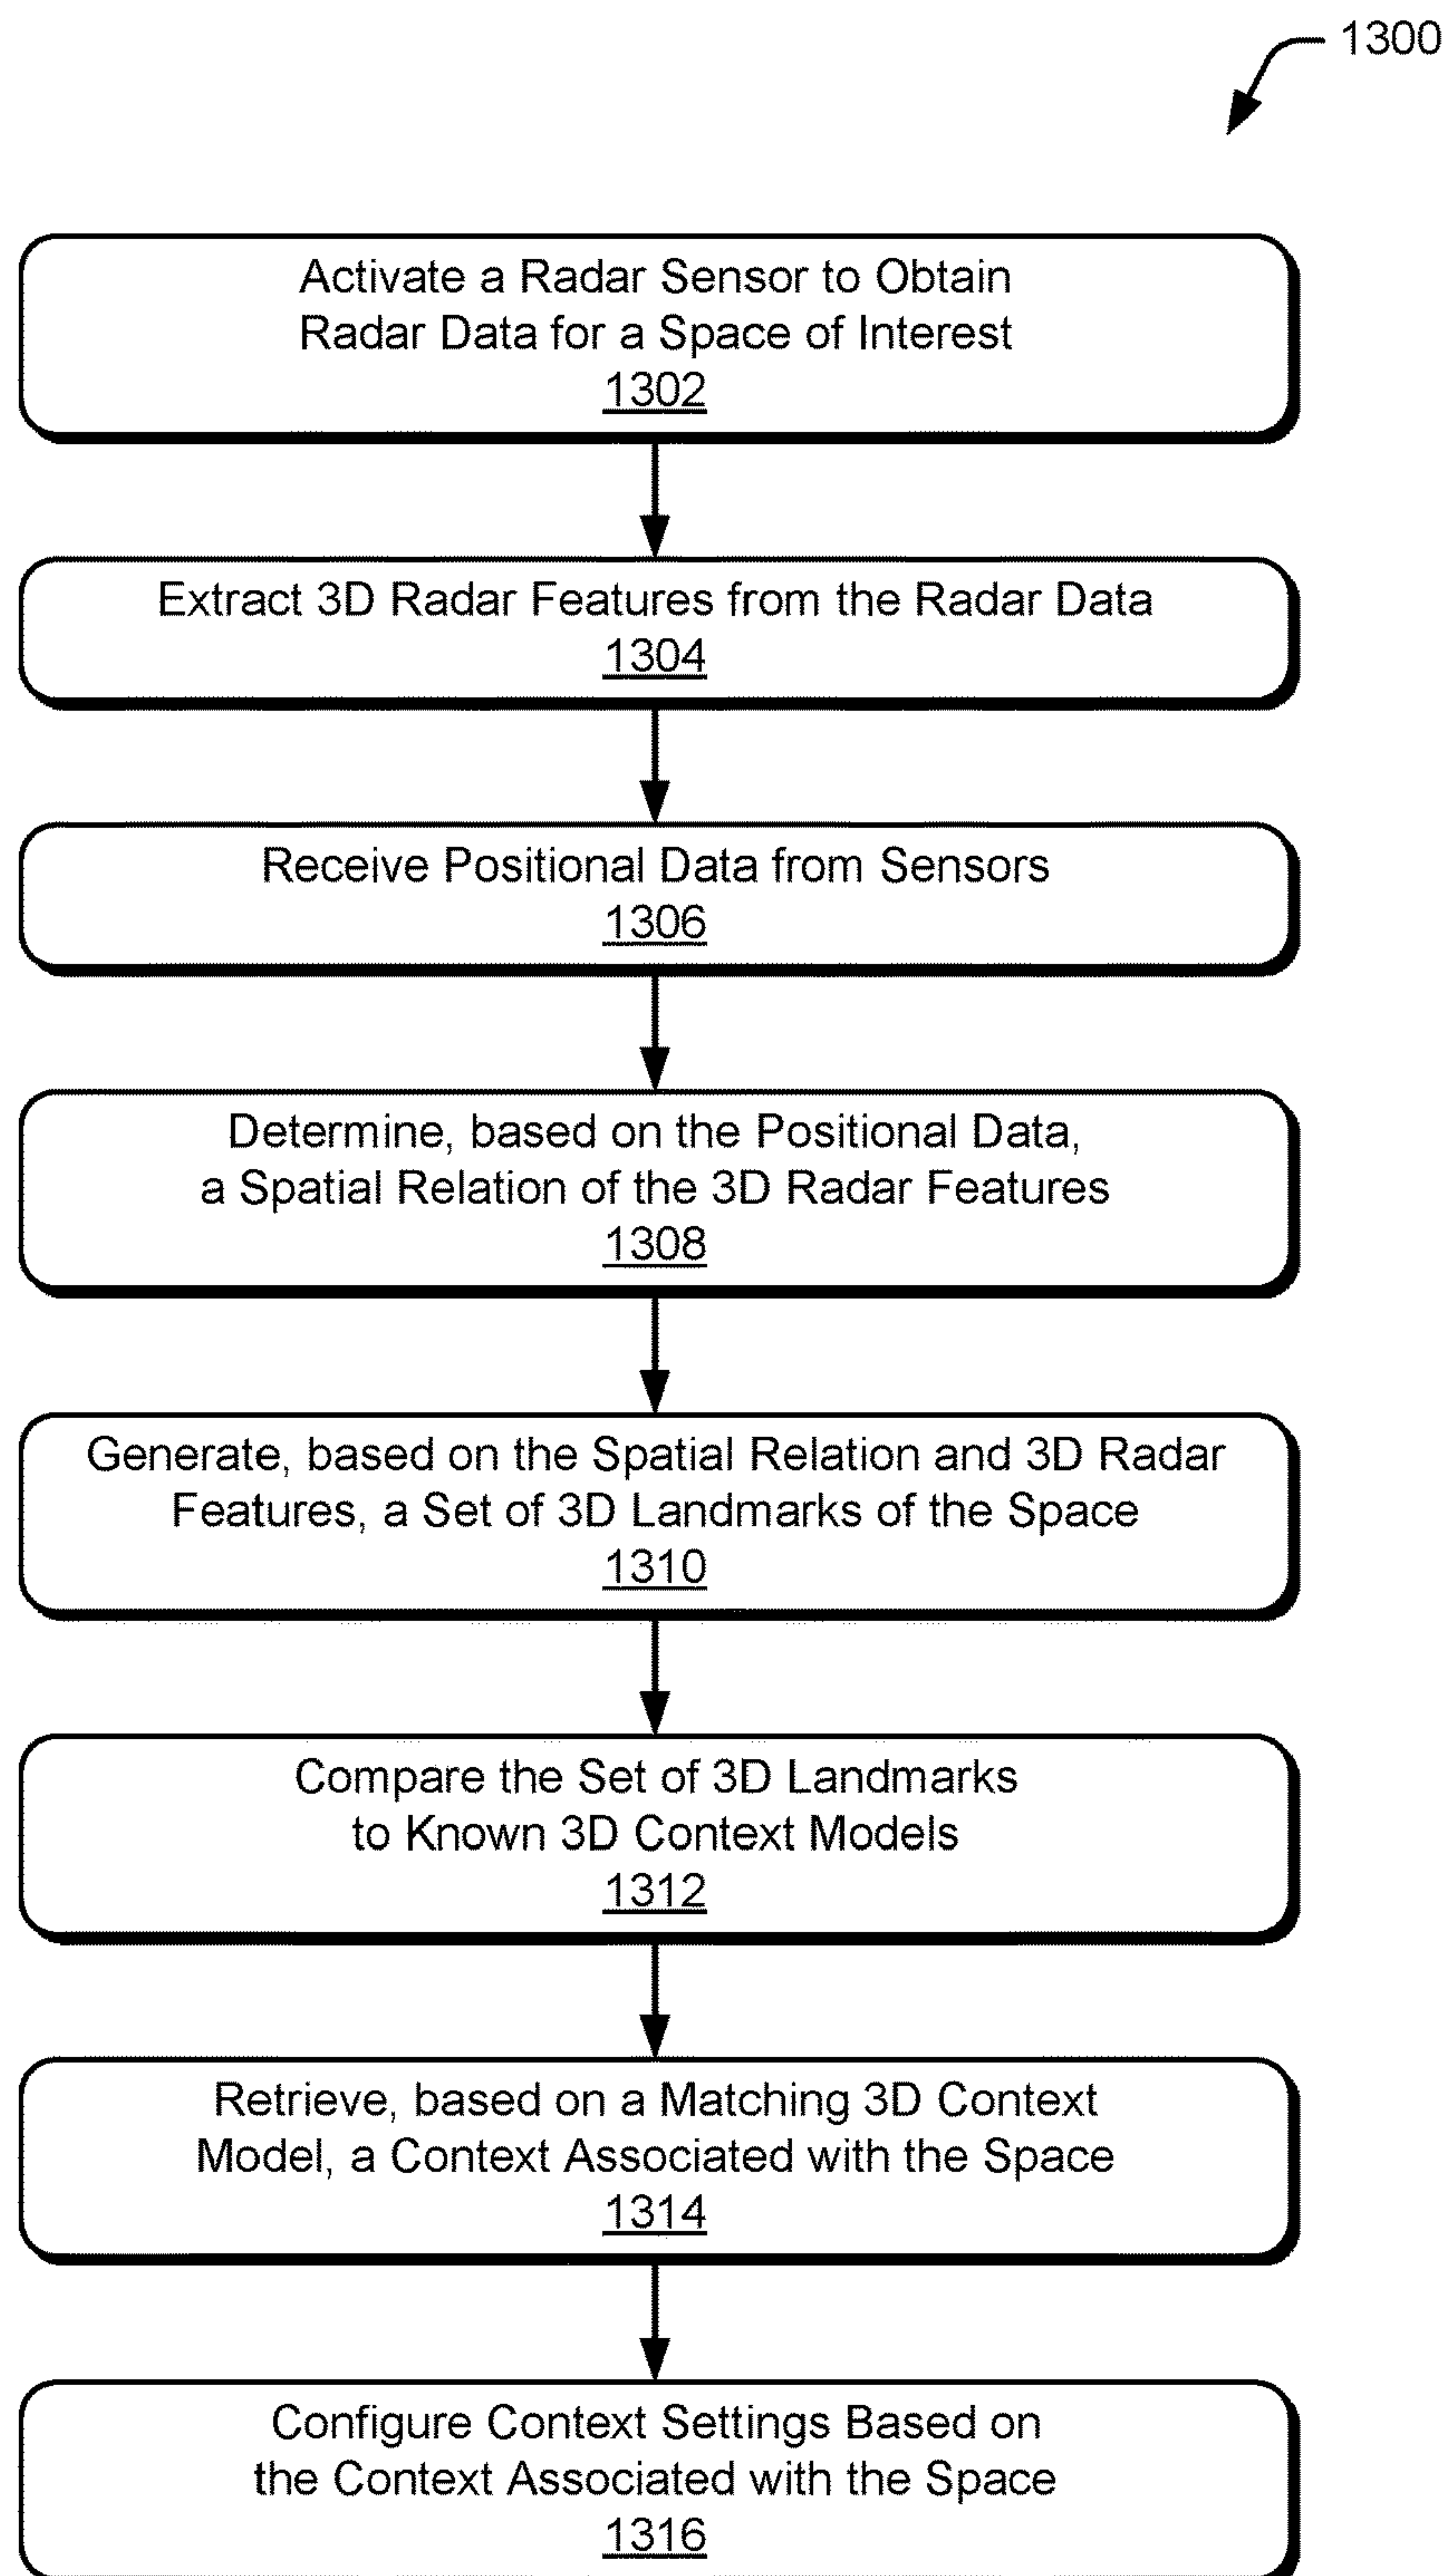 1300
Activate a Radar Sensor to Obtain
Radar Data for a Space of Interest
1302
Extract 3D Radar Features from the Radar Data
1304
Receive Positional Data from Sensors
1306
Determine, based on the Positional Data,
a Spatial Relation of the 3D Radar Features
1308
Generate, based on the Spatial Relation and 3D Radar
Features, a Set of 3D Landmarks of the Space
1310
Compare the Set of 3D Landmarks
to Known 3D Context Models
1312
Retrieve, based on a Matching 3D Context
Model, a Context Associated with the Space
1314
Configure Context Settings Based on
the Context Associated with the Space
1316